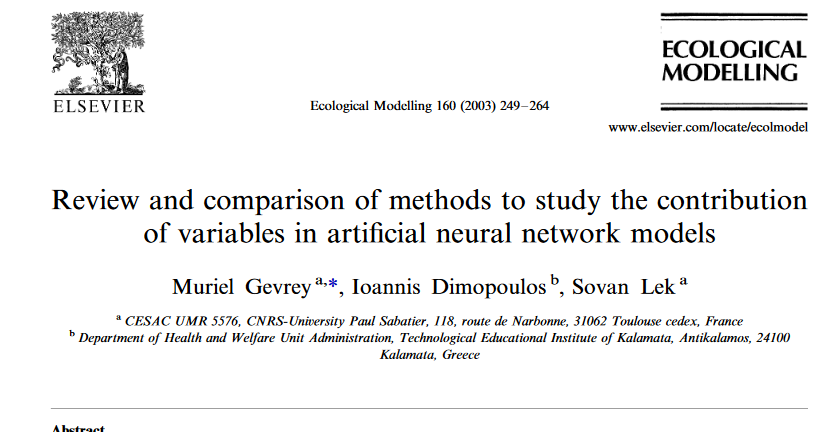 ELSEVIER
Ecological Modelling 160 (2003) 249–264
ECOLOGICAL
MODELLING
www.elsevier.com/locate/ecolmodel
Review and comparison of methods to study the contribution
of variables in artificial neural network models
Muriel Gevrey a,*, Ioannis Dimopoulos b, Sovan Lek a
a CESAC UMR 5576, CNRS-University Paul Sabatier, 118, route de Narbonne, 31062 Toulouse cedex, France
b Department of Health and Welfare Unit Administration, Technological Educational Institute of Kalamata, Antikalamos, 24100
Kalamata, Greece
Abstract